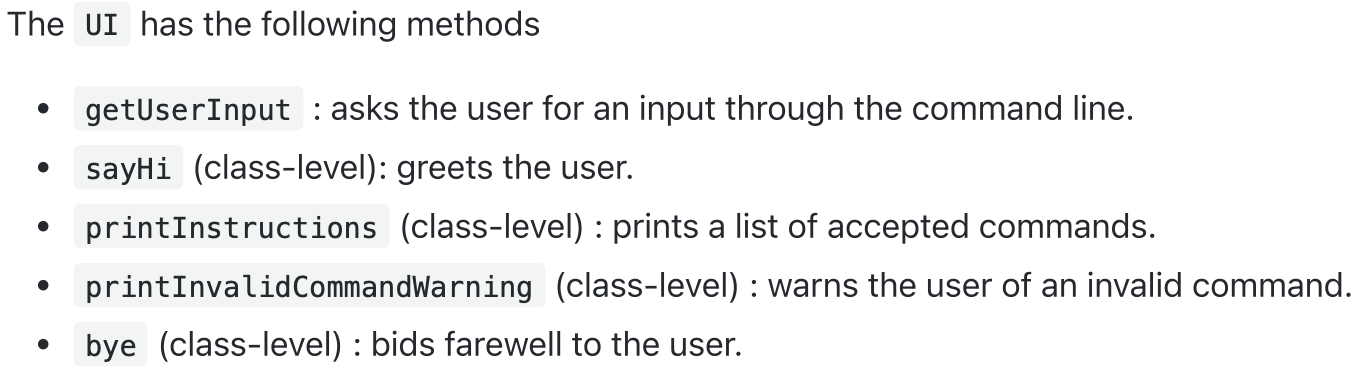 The UI has the following methods
• getUserInput : asks the user for an input through the command line.
• sayHi (class-level): greets the user.
• printInstructions (class-level) : prints a list of accepted commands.
• printInvalidCommandWarning (class-level) : warns the user of an invalid command.
• bye (class-level) : bids farewell to the user.